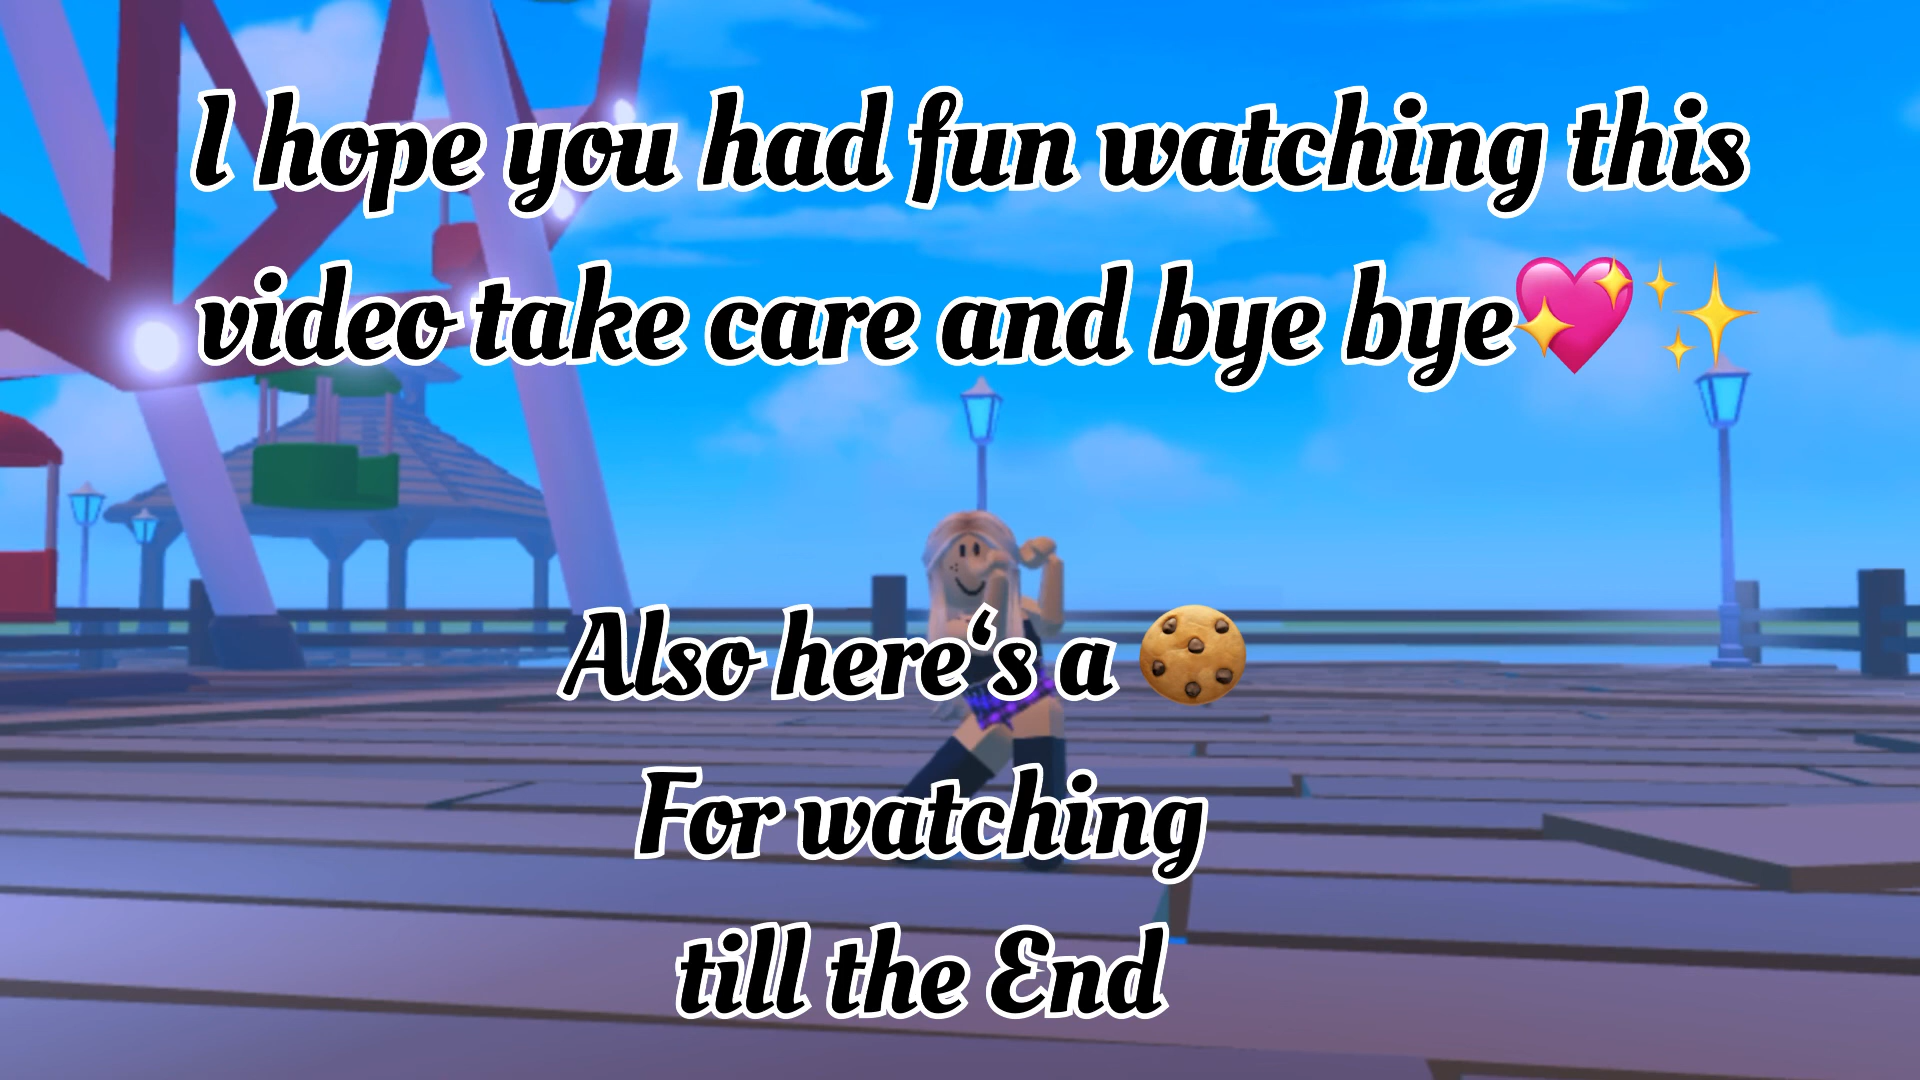 I hope you had fun watching this
video take care and bye bye💖✨
Also here‘s a 🍪
For watching
till the End